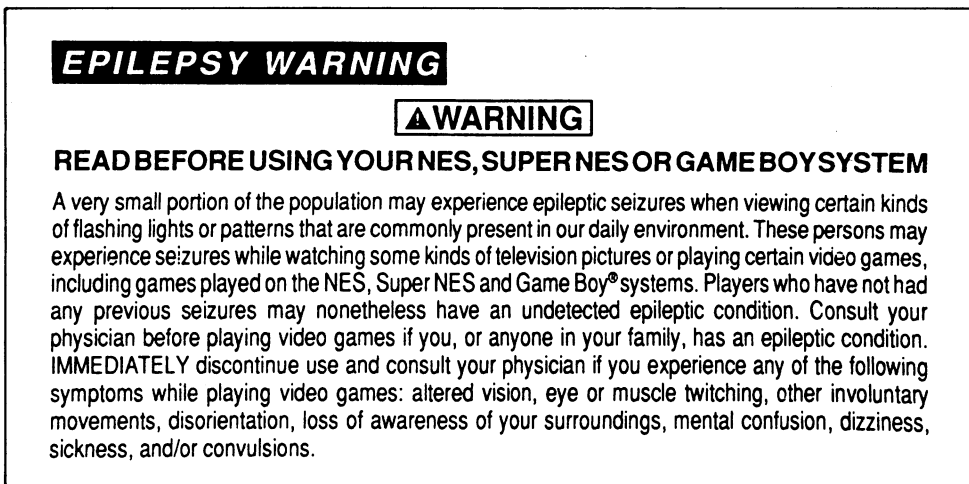 EPILEPSY WARNING
⚠WARNING
READ BEFORE USING YOUR NES, SUPER NES OR GAME BOY SYSTEM
A very small portion of the population may experience epileptic seizures when viewing certain kinds
of flashing lights or patterns that are commonly present in our daily environment. These persons may
experience seizures while watching some kinds of television pictures or playing certain video games,
including games played on the NES, Super NES and Game Boy® systems. Players who have not had
any previous seizures may nonetheless have an undetected epileptic condition. Consult your
physician before playing video games if you, or anyone in your family, has an epileptic condition.
IMMEDIATELY discontinue use and consult your physician if you experience any of the following
symptoms while playing video games: altered vision, eye or muscle twitching, other involuntary
movements, disorientation, loss of awareness of your surroundings, mental confusion, dizziness,
sickness, and/or convulsions.